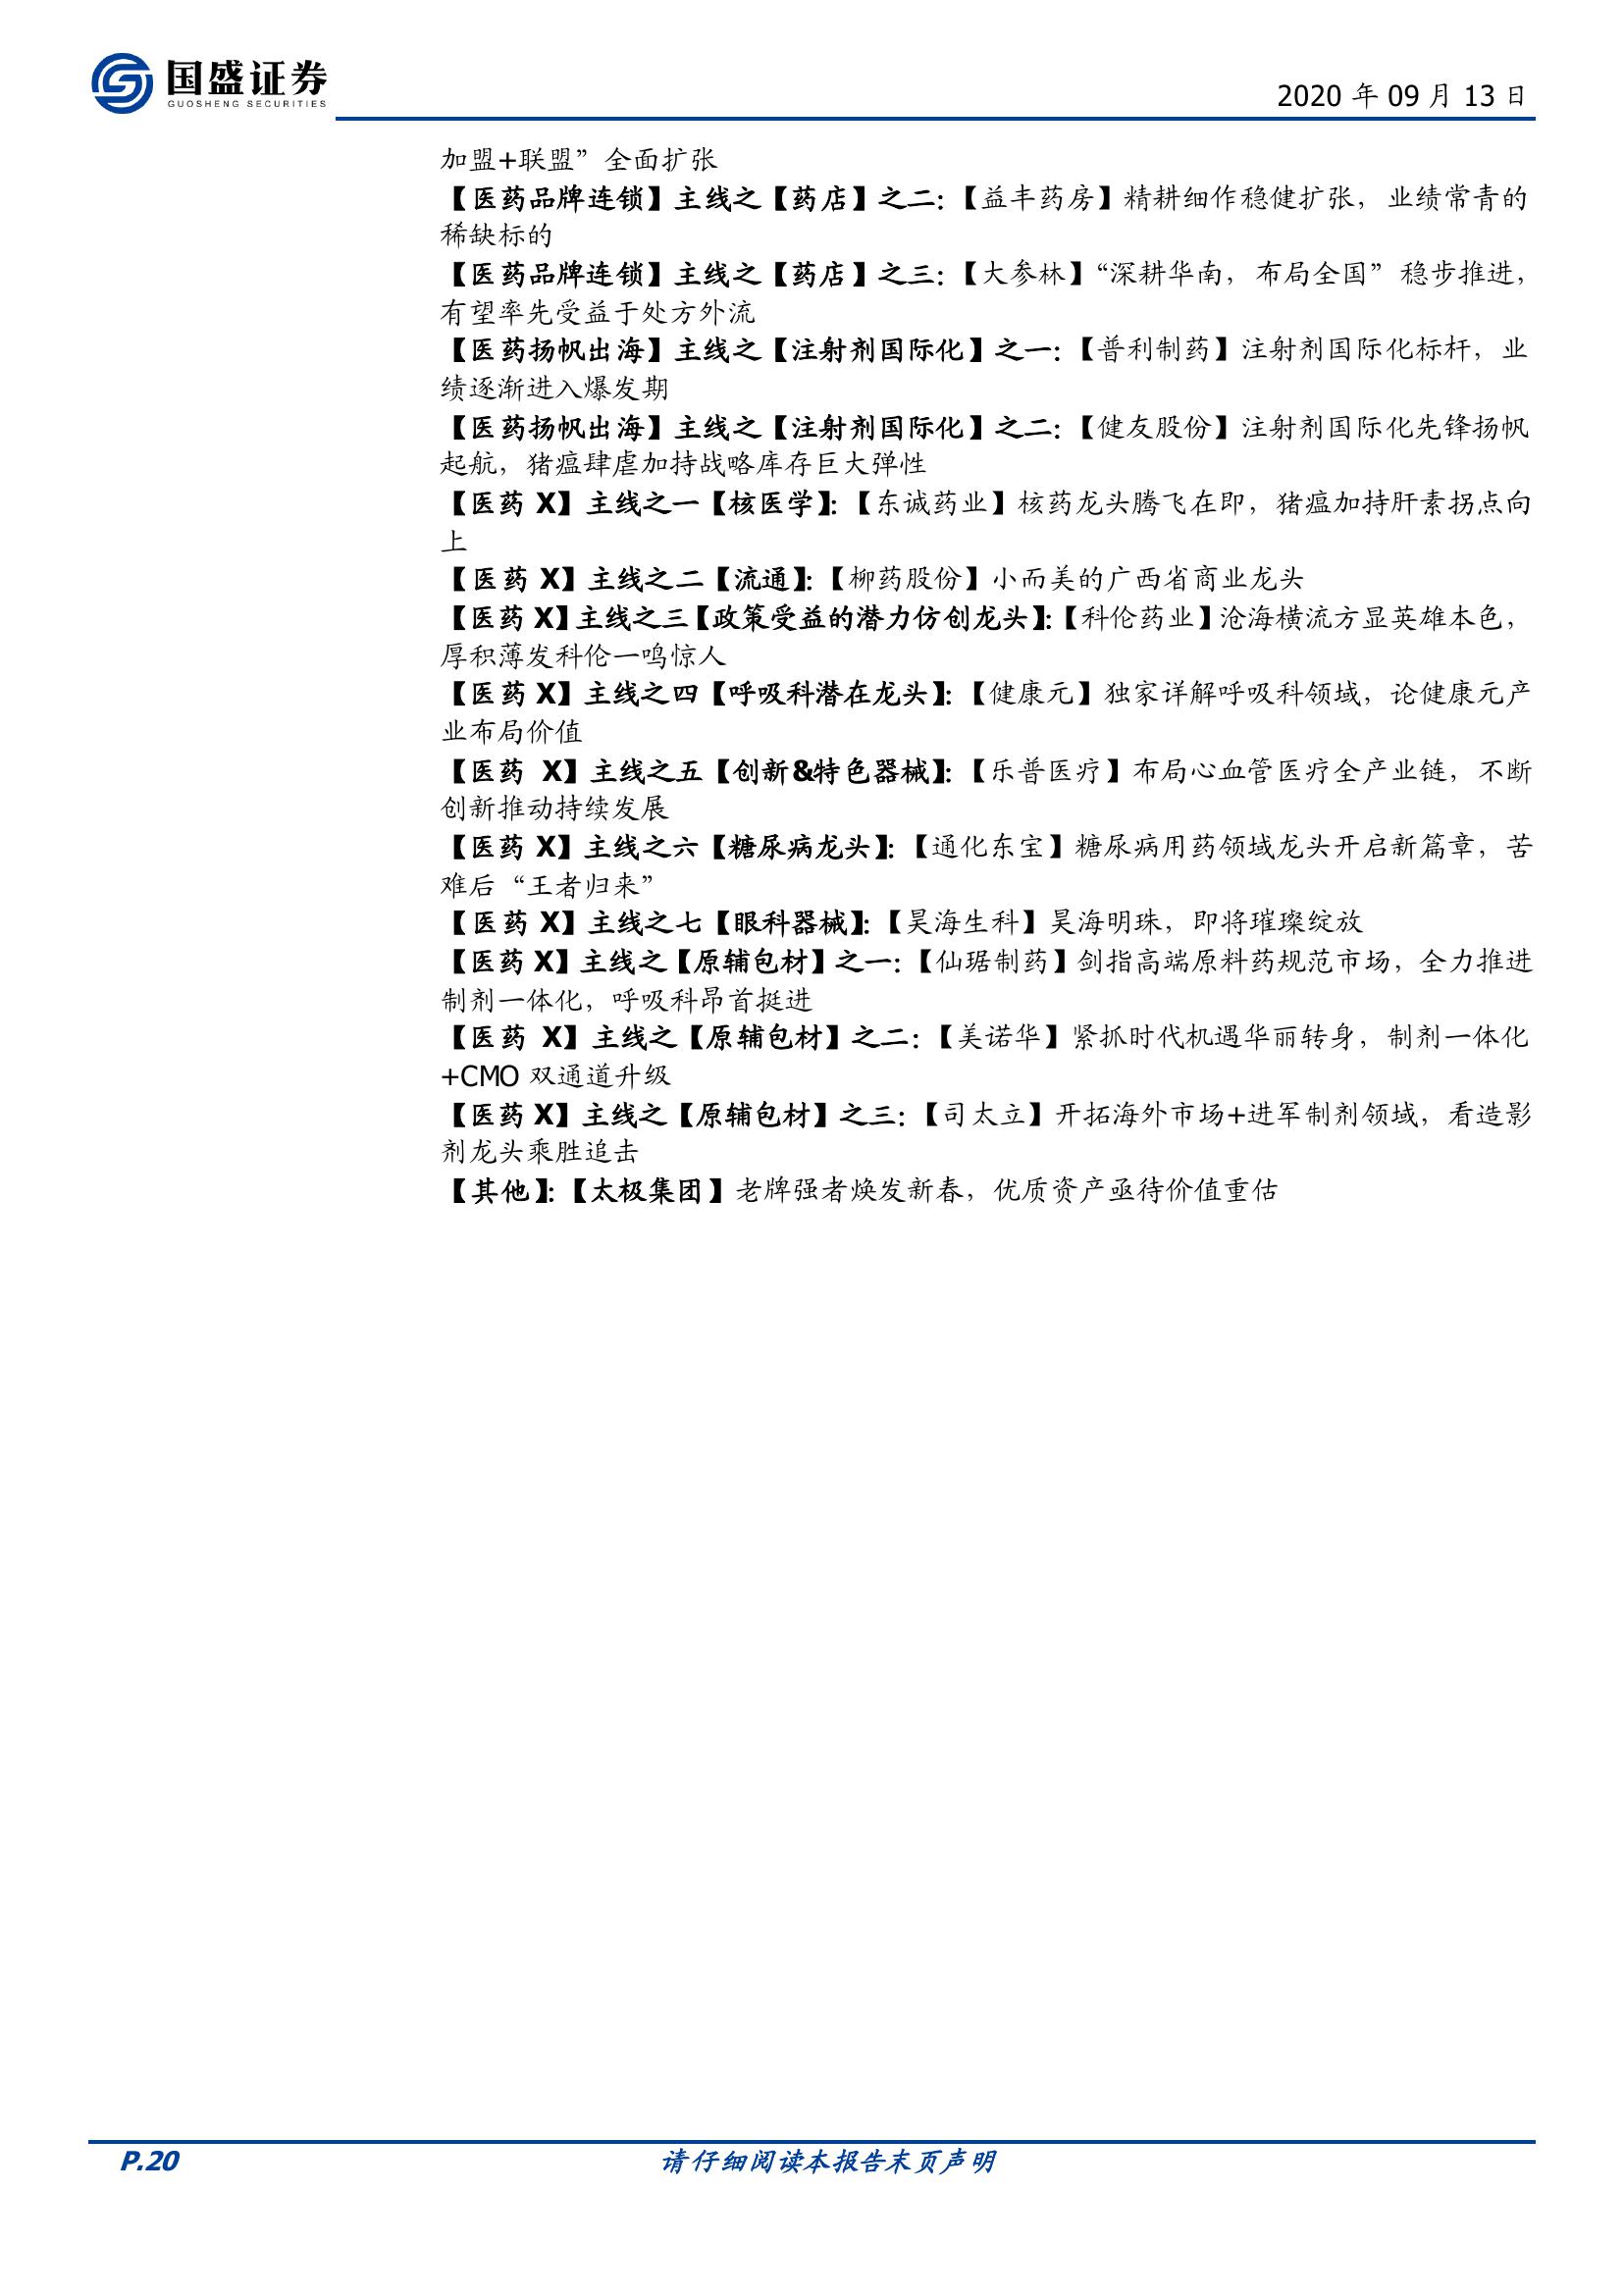 国盛证券
GUOSHENG SECURITIES
2020 年 09 月 13 日
加盟+联盟”全面扩张
【医药品牌连锁】主线之【药店】之二：【益丰药房】精耕细作稳健扩张，业绩常青的
稀缺标的
【医药品牌连锁】主线之【药店】之三：【大参林】“深耕华南，布局全国”稳步推进，
有望率先受益于处方外流
【医药扬帆出海】主线之【注射剂国际化】之一：【普利制药】注射剂国际化标杆，业
绩逐渐进入爆发期
【医药扬帆出海】主线之【注射剂国际化】之二：【健友股份】注射剂国际化先锋扬帆
起航，猪瘟肆虐加持战略库存巨大弹性
【医药 X】主线之一【核医学】：【东诚药业】核药龙头腾飞在即，猪瘟加持肝素拐点向
上
【医药 X】主线之二【流通】：【柳药股份】小而美的广西省商业龙头
【医药 X】主线之三【政策受益的潜力仿创龙头】：【科伦药业】沧海横流方显英雄本色，
厚积薄发科伦一鸣惊人
【医药 X】主线之四【呼吸科潜在龙头】：【健康元】独家详解呼吸科领域，论健康元产
业布局价值
【医药 X】主线之五【创新&特色器械】：【乐普医疗】布局心血管医疗全产业链，不断
创新推动持续发展
【医药 X】主线之六【糖尿病龙头】：【通化东宝】糖尿病用药领域龙头开启新篇章，苦
难后“王者归来”
【医药 X】主线之七【眼科器械】：【昊海生科】昊海明珠，即将璀璨绽放
【医药 X】主线之【原辅包材】之一：【仙琚制药】剑指高端原料药规范市场，全力推进
制剂一体化，呼吸科昂首挺进
【医药 X】主线之【原辅包材】之二：【美诺华】紧抓时代机遇华丽转身，制剂一体化
+CMO 双通道升级
【医药 X】主线之【原辅包材】之三：【司太立】开拓海外市场+进军制剂领域，看造影
剂龙头乘胜追击
【其他】：【太极集团】老牌强者焕发新春，优质资产亟待价值重估
P.20
请仔细阅读本报告末页声明